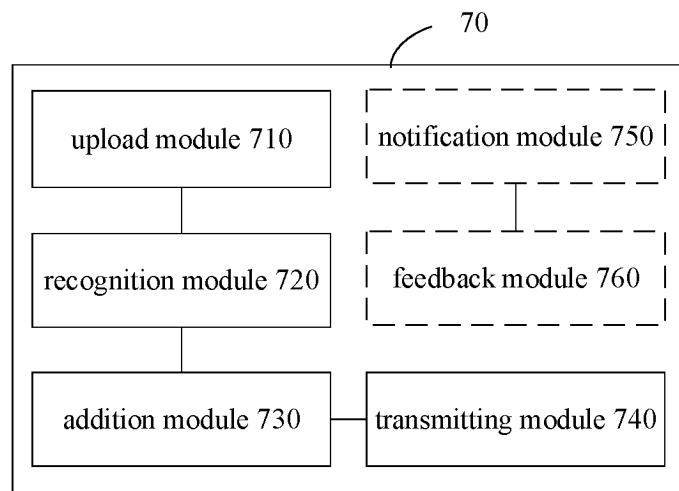 70
upload module 710
notification module 750
recognition module 720
feedback module 760
addition module 730
transmitting module 740